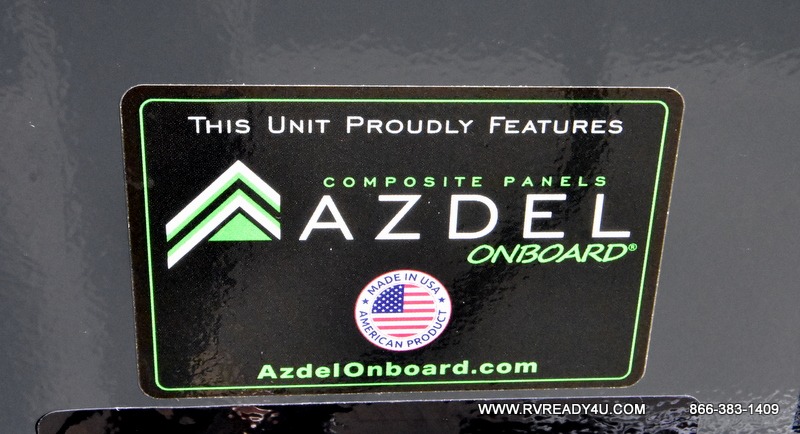 THIS UNIT PROUDLY FEATURES
COMPOSITE PANELS
AZDEL
ONBOARD®
MADE IN USA
AMERICAN PRODUCT
AzdelOnboard.com
WWW.RVREADY4U.COM 866-383-1409